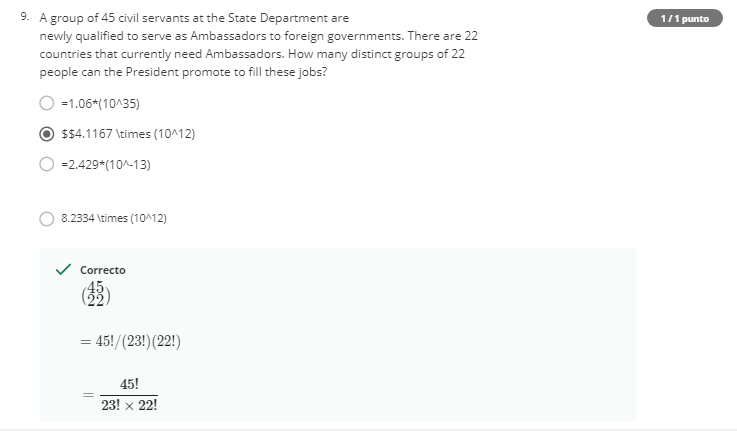 9. A group of 45 civil servants at the State Department are
1 / 1 punto
newly qualified to serve as Ambassadors to foreign governments. There are 22
countries that currently need Ambassadors. How many distinct groups of 22
people can the President promote to fill these jobs?
=1.06*(10^35)
$$4.1167 \times (10^12)
=2.429*(10^-13)
8.2334 \times (10^12)
Correcto
(45
22)
= 45!/(23!)(22!)
= 45!
23! × 22!